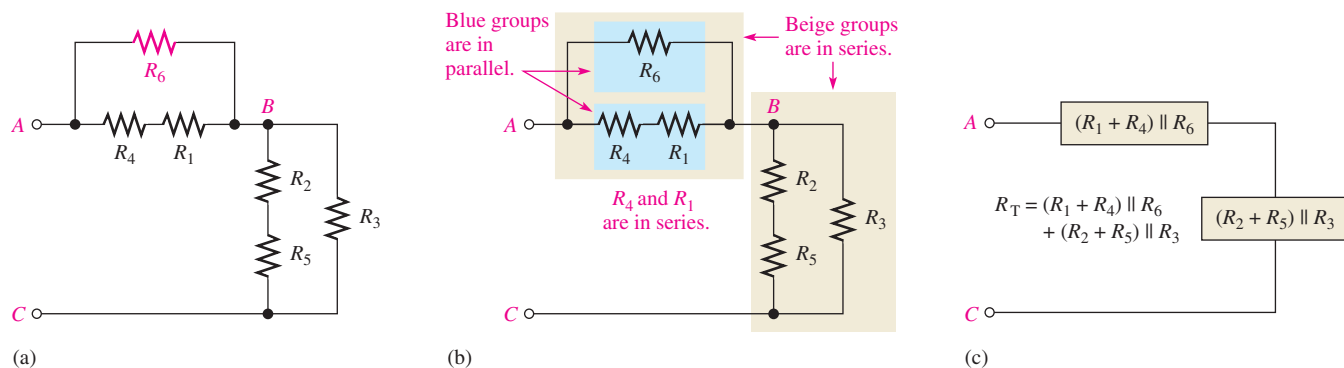 R6
A
B
R4
R1
R2
R3
R5
C
(a)
Blue groups
are in
parallel.
Beige groups
are in series.
R6
B
A
R4
R1
R4 and R1
are in series.
R2
R3
R5
C
(b)
A
(R1 + R4) || R6
RT = (R1 + R4) || R6
+ (R2 + R5) || R3
(R2 + R5) || R3
C
(c)